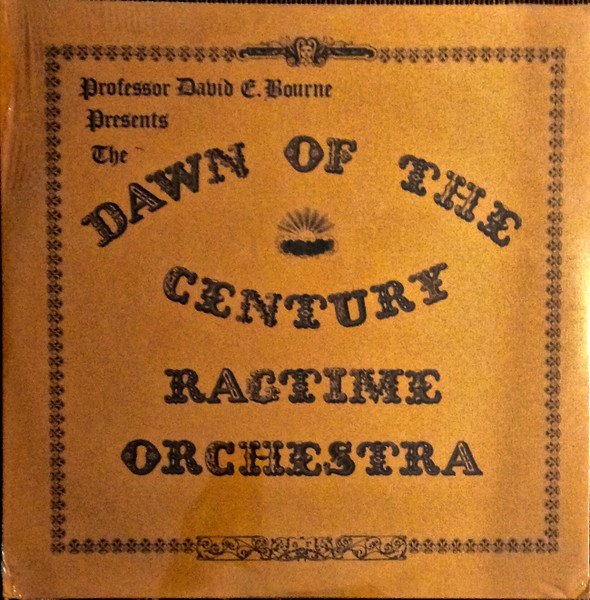 Professor David E. Bourne
Presents
The
DAWN OF THE
CENTURY
RAGTIME
ORCHESTRA